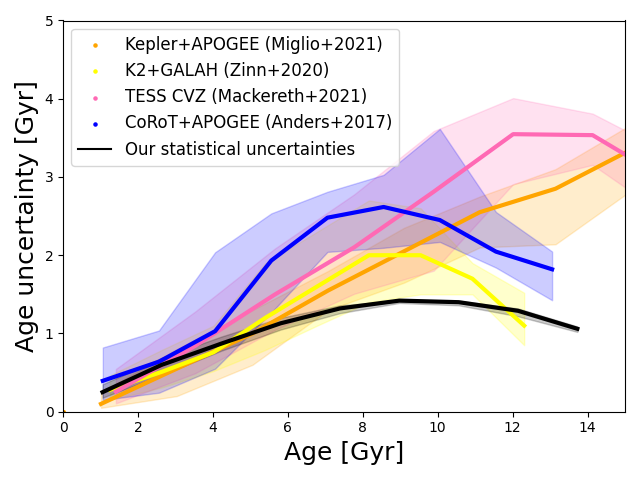 Kepler+APOGEE (Miglio+2021)
K2+GALAH (Zinn+2020)
TESS CVZ (Mackereth+2021)
CoRoT+APOGEE (Anders+2017)
Our statistical uncertainties
Age uncertainty [Gyr]
5
4
3
2
1
0
0 2 4 6 8 10 12 14
Age [Gyr]